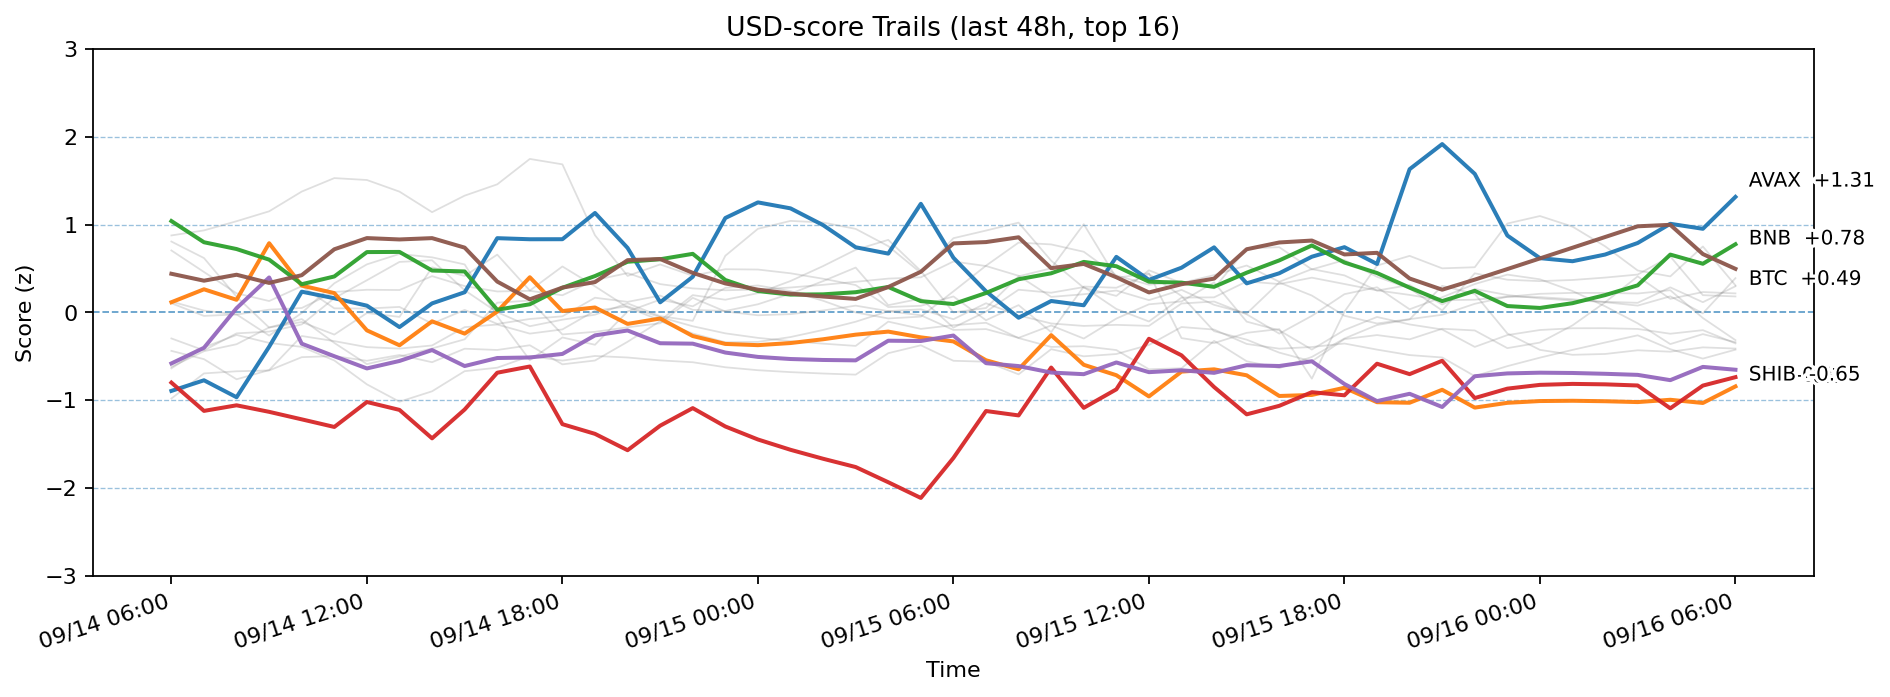 USD-score Trails (last 48h, top 16)
Score (z)
3
2
1
0
−1
−2
−3
AVAX +1.31
BNB +0.78
BTC +0.49
SHIB-0.65
09/14 06:00
09/14 12:00
09/14 18:00
09/15 00:00
09/15 06:00
09/15 12:00
09/15 18:00
09/16 00:00
09/16 06:00
Time